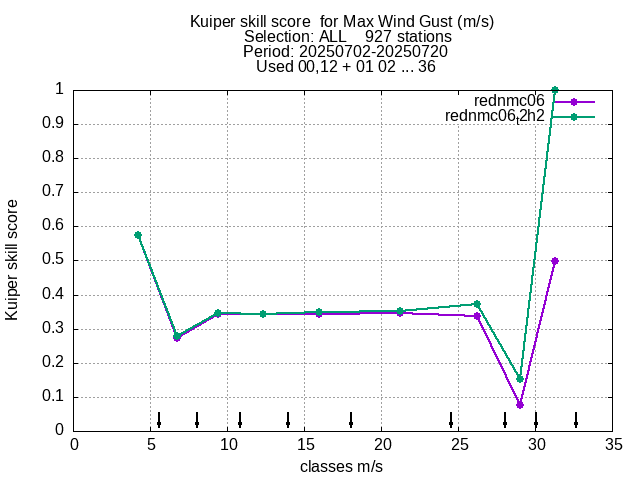 Kuiper skill score  for Max Wind Gust (m/s)
Selection: ALL    927 stations
Period: 20250702-20250720
Used 00,12 + 01 02 ... 36
rednmc06
rednmc06,2h2
1
0.9
0.8
0.7
0.6
0.5
0.4
0.3
0.2
0.1
0
Kuiper skill score
0 5 10 15 20 25 30 35
classes m/s